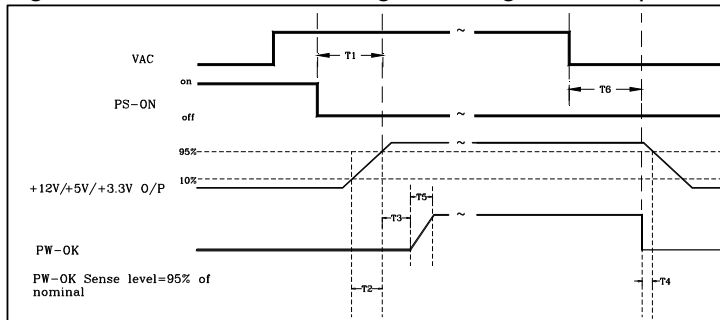 VAC
T1
~
T6
on
PS-ON
off
~
95%
~
10%
+12V/+5V/+3.3V O/P
T5
T3
~
PW-OK
PW-OK Sense level=95% of
nominal
T2
T4